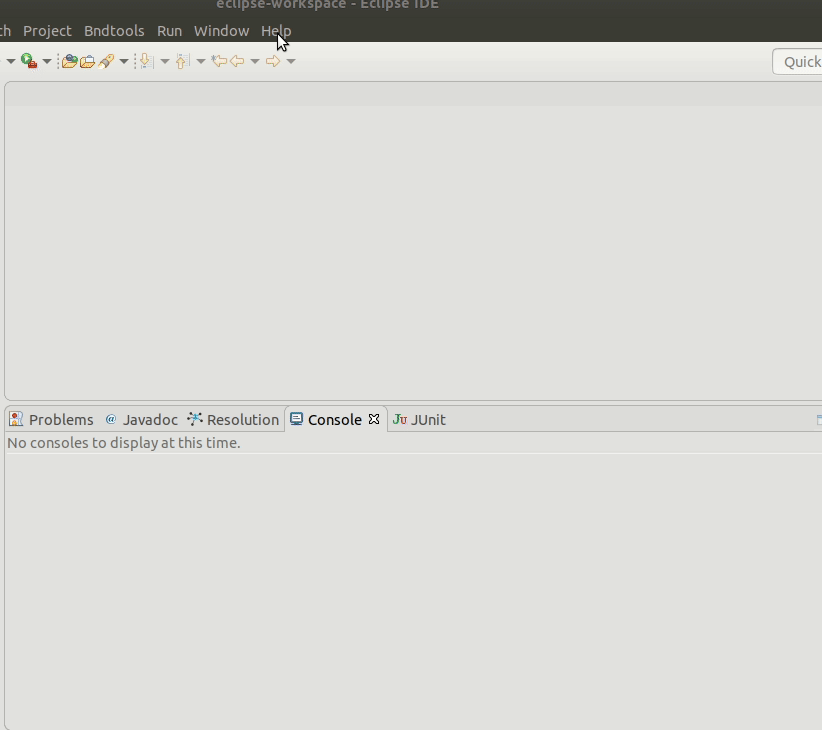 eclipse-workspace - Eclipse IDE
ch Project Bndtools Run Window Help
Quick
Problems @ Javadoc Resolution Console JU JUnit
No consoles to display at this time.